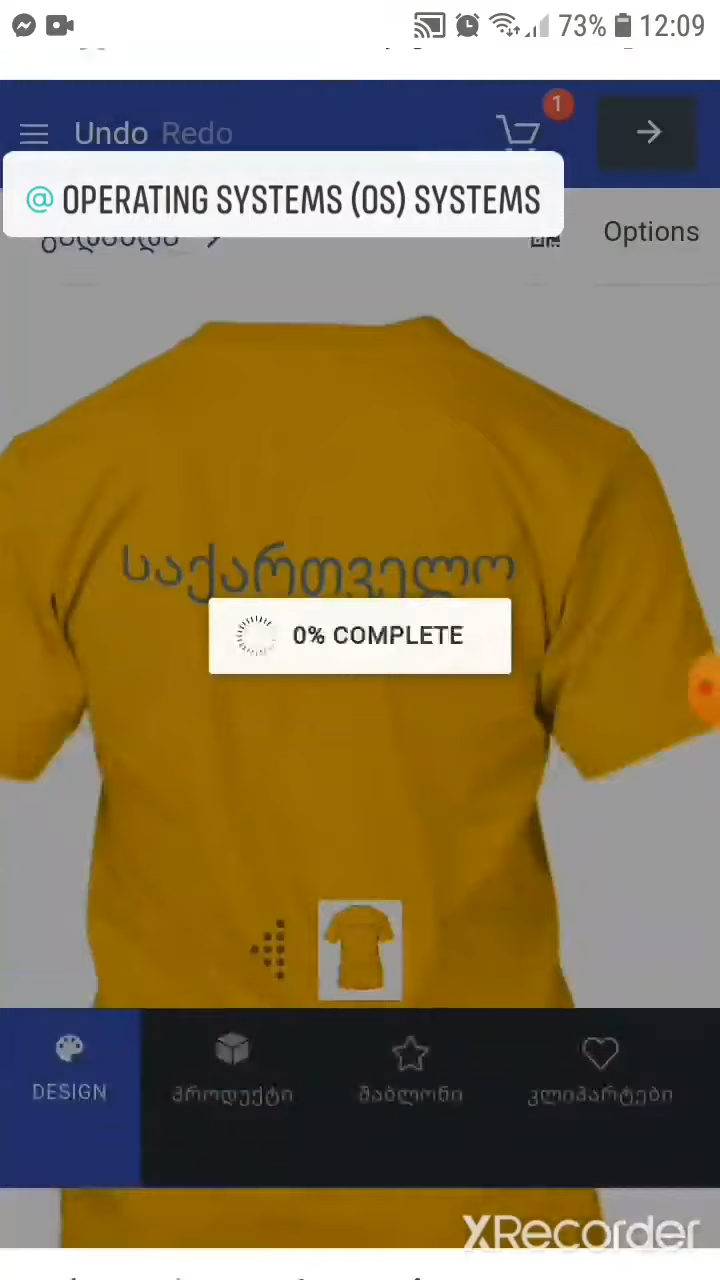 73% 12:09
Undo Redo 1
@ OPERATING SYSTEMS (OS) SYSTEMS
Options
საქართველო
0% COMPLETE
DESIGN პროდუქტი შაბლონი კლიპარტები
XRecorder